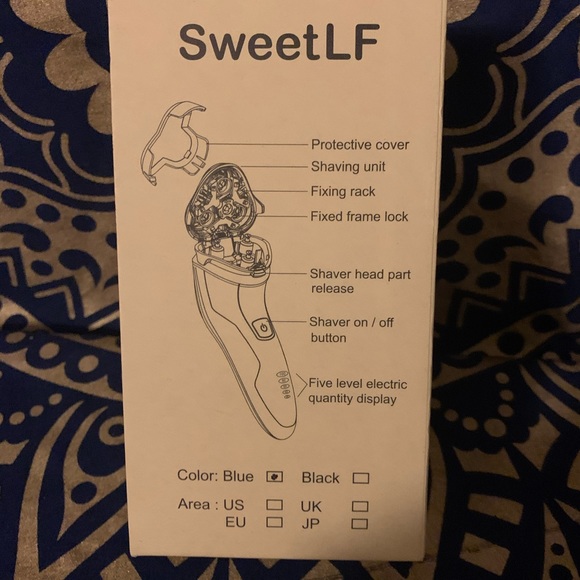 SweetLF
Protective cover
Shaving unit
Fixing rack
Fixed frame lock
Shaver head part
release
Shaver on / off
button
Five level electric
quantity display
Color: Blue Black
Area : US UK
EU JP